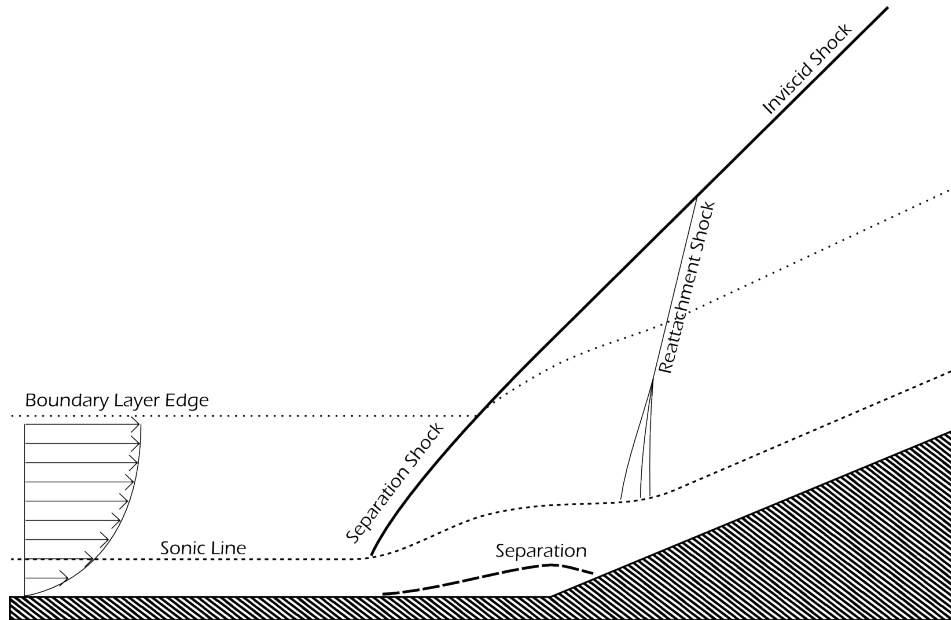 Inviscid Shock
Reattachment Shock
Boundary Layer Edge
Separation Shock
Sonic Line
Separation